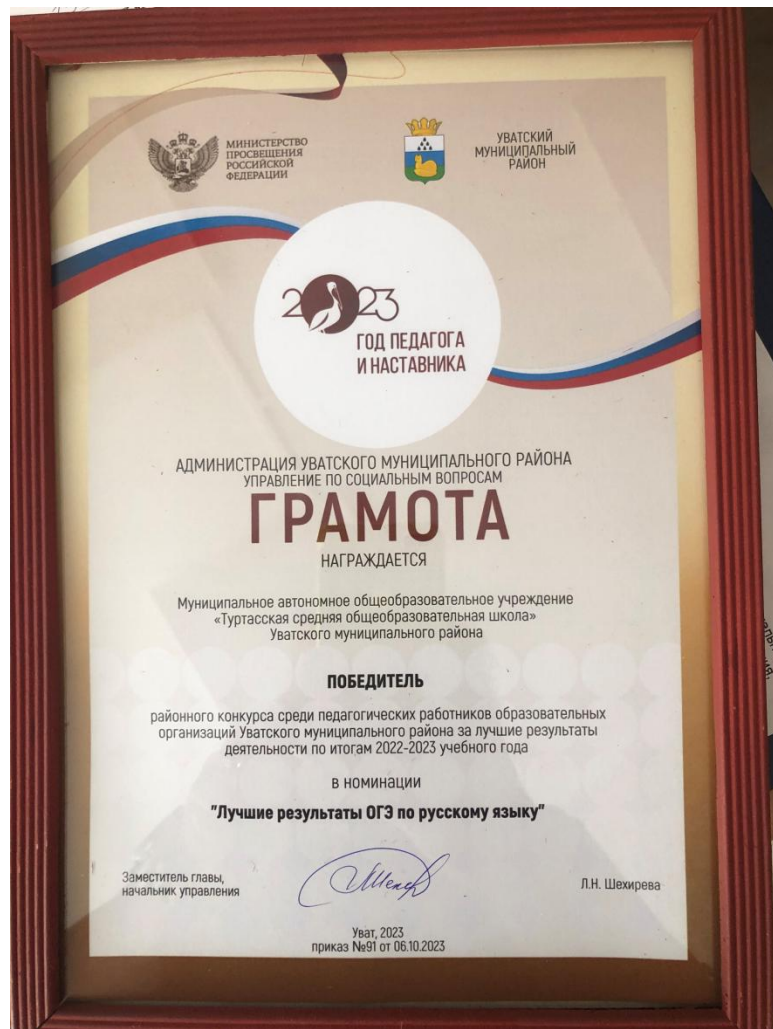 МИНИСТЕРСТВО
ПРОСВЕЩЕНИЯ
РОССИЙСКОЙ
ФЕДЕРАЦИИ
УВАТСКИЙ
МУНИЦИПАЛЬНЫЙ
РАЙОН
2023
ГОД ПЕДАГОГА
И НАСТАВНИКА
АДМИНИСТРАЦИЯ УВАТСКОГО МУНИЦИПАЛЬНОГО РАЙОНА
УПРАВЛЕНИЕ ПО СОЦИАЛЬНЫМ ВОПРОСАМ
ГРАМОТА
НАГРАЖДАЕТСЯ
Муниципальное автономное общеобразовательное учреждение
«Туртасская средняя общеобразовательная школа»
Уватского муниципального района
ПОБЕДИТЕЛЬ
районного конкурса среди педагогических работников образовательных
организаций Уватского муниципального района за лучшие результаты
деятельности по итогам 2022-2023 учебного года
в номинации
"Лучшие результаты ОГЭ по русскому языку"
Заместитель главы,
начальник управления
Л.Н. Шехирева
Уват, 2023
приказ №91 от 06.10.2023